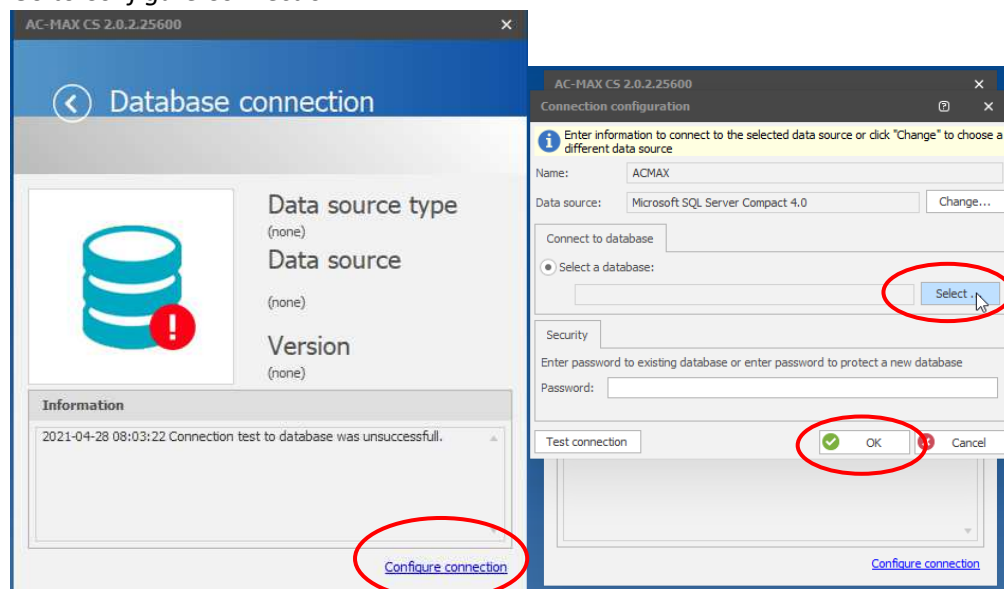 AC-MAX CS 2.0.2.25600
Database connection
Data source type
(none)
Data source
(none)
Version
(none)
Information
2021-04-28 08:03:22 Connection test to database was unsuccessfull.
Configure connection
AC-MAX CS 2.0.2.25600
Connection configuration
Enter information to connect to the selected data source or click "Change" to choose a
different data source
Name: ACMAX
Data source: Microsoft SQL Server Compact 4.0 Change...
Connect to database
Select a database:
Select ...
Security
Enter password to existing database or enter password to protect a new database
Password:
Test connection OK Cancel
Configure connection